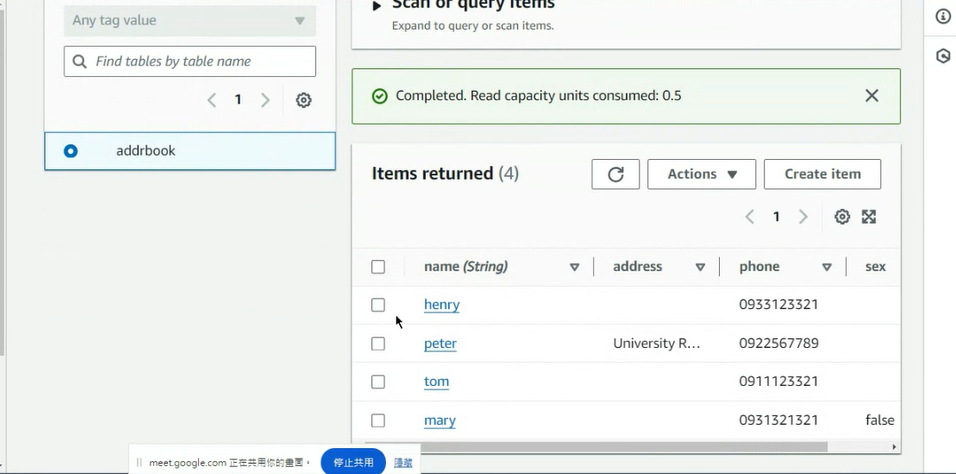 Any tag value
Find tables by table name
1
addrbook
Scan or query items
Expand to query or scan items.
Completed. Read capacity units consumed: 0.5
Items returned (4)
Actions
Create item
1
name (String) address phone sex
henry 0933123321
peter University R... 0922567789
tom 0911123321
mary 0931321321 false
meet.google.com 正在共用你的畫面。 停止共用 隱藏